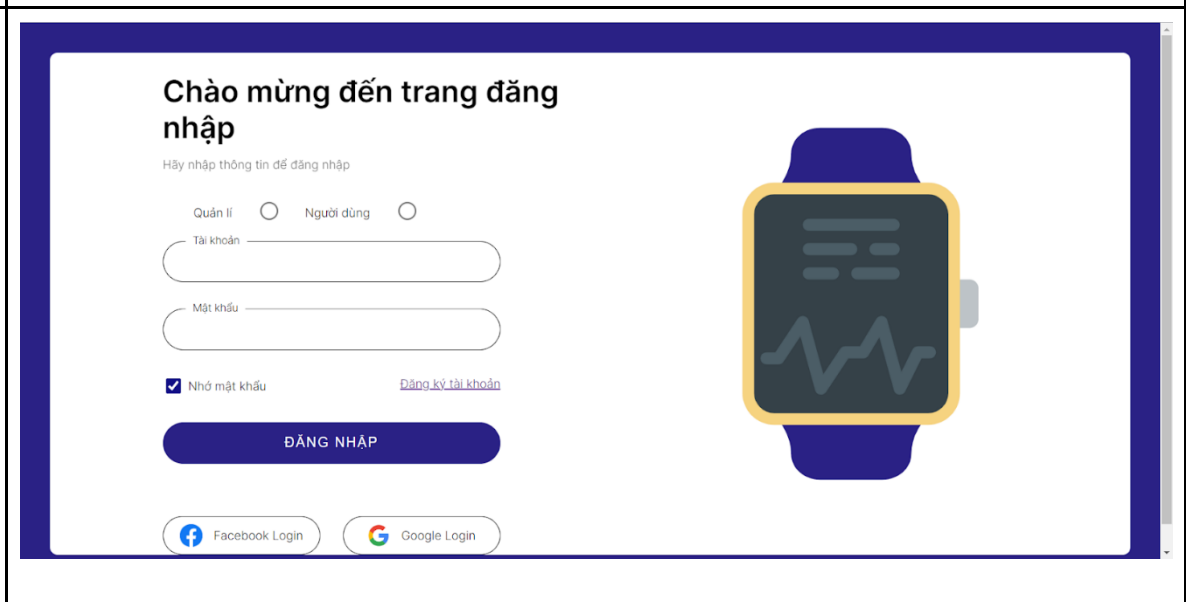 Chào mừng đến trang đăng
nhập
Hãy nhập thông tin để đăng nhập
Quản lí Người dùng
Tài khoản
Mật khẩu
Nhớ mật khẩu Đăng ký tài khoản
ĐĂNG NHẬP
Facebook Login Google Login